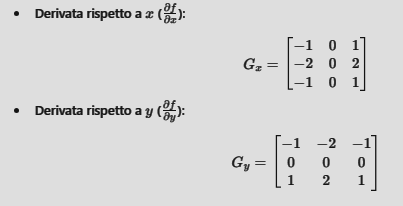 • Derivata rispetto a x (∂f/∂x):
G_x = [−1 0 1
−2 0 2
−1 0 1]
• Derivata rispetto a y (∂f/∂y):
G_y = [−1 −2 −1
0 0 0
1 2 1]